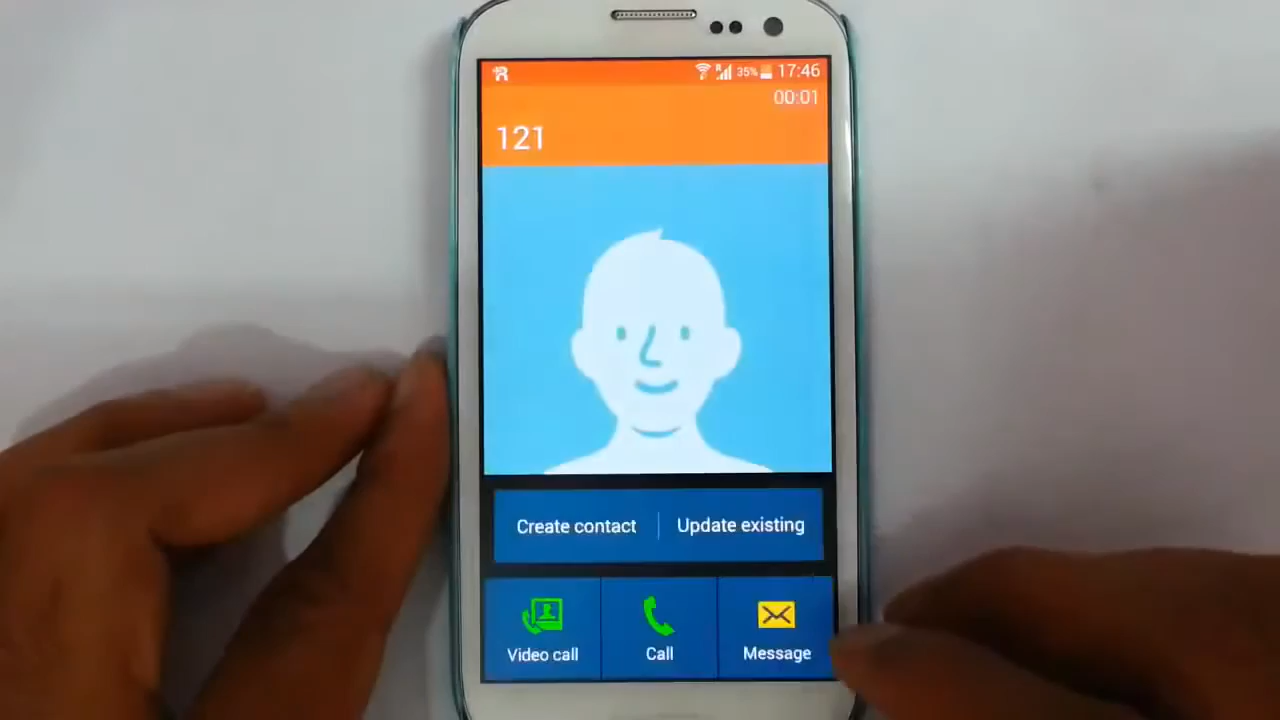 35% 17:46
00:01
121
Create contact
Update existing
Video call
Call
Message